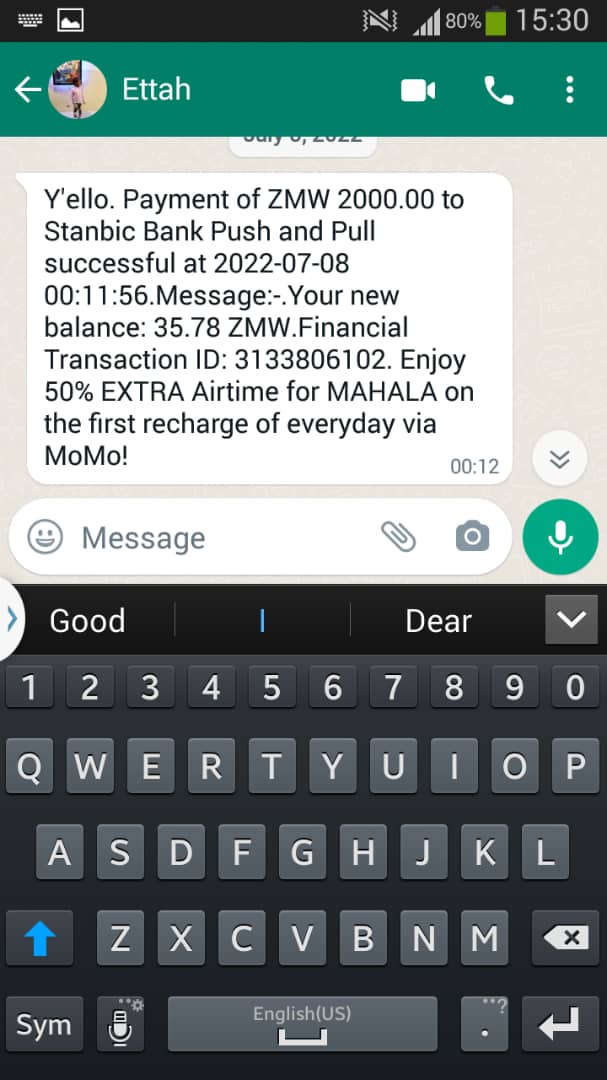 80% 15:30
Ettah
July 8, 2022
Y'ello. Payment of ZMW 2000.00 to
Stanbic Bank Push and Pull
successful at 2022-07-08
00:11:56.Message:-.Your new
balance: 35.78 ZMW.Financial
Transaction ID: 3133806102. Enjoy
50% EXTRA Airtime for MAHALA on
the first recharge of everyday via
MoMo!
00:12
Message
Good I Dear
1 2 3 4 5 6 7 8 9 0
Q W E R T Y U I O P
A S D F G H J K L
Z X C V B N M
Sym English(US) . ?